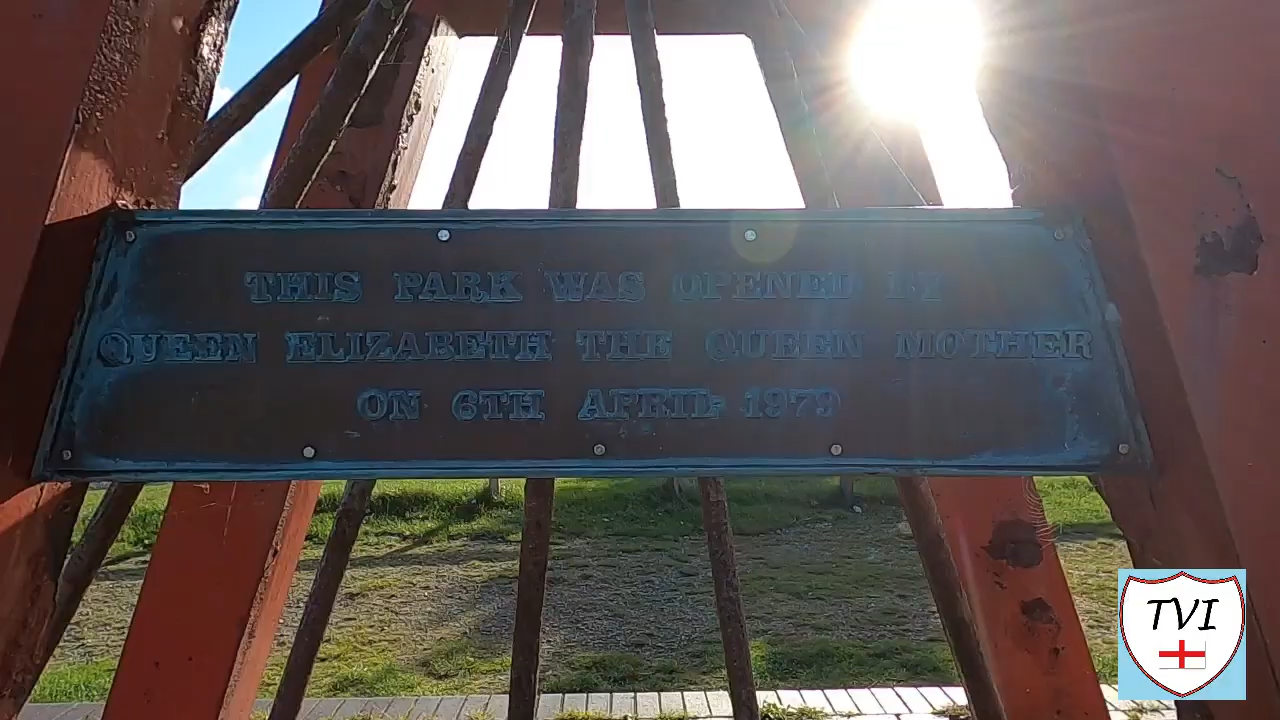 THIS PARK WAS OPENED BY
QUEEN ELIZABETH THE QUEEN MOTHER
ON 6TH APRIL 1979
TVI